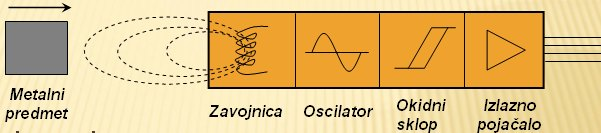 Metalni
predmet
Zavojnica
Oscilator
Okidni
sklop
Izlazno
pojačalo